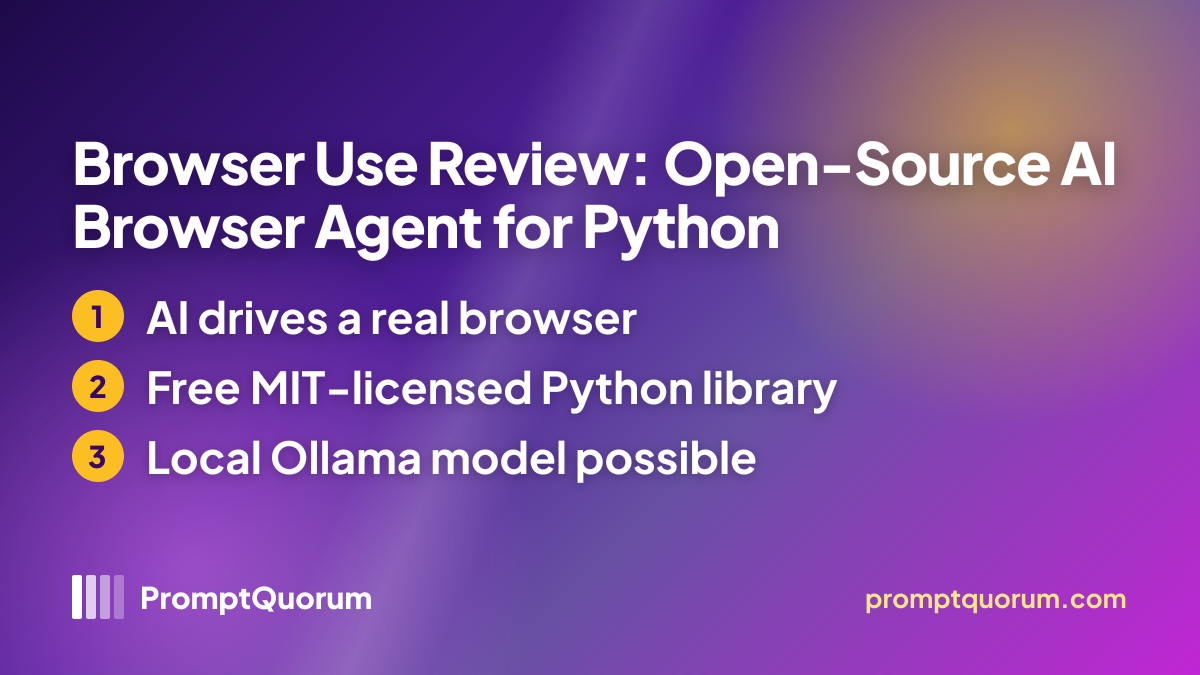 Browser Use Review: Open-Source AI
Browser Agent for Python
1 AI drives a real browser
2 Free MIT-licensed Python library
3 Local Ollama model possible
PromptQuorum
promptquorum.com